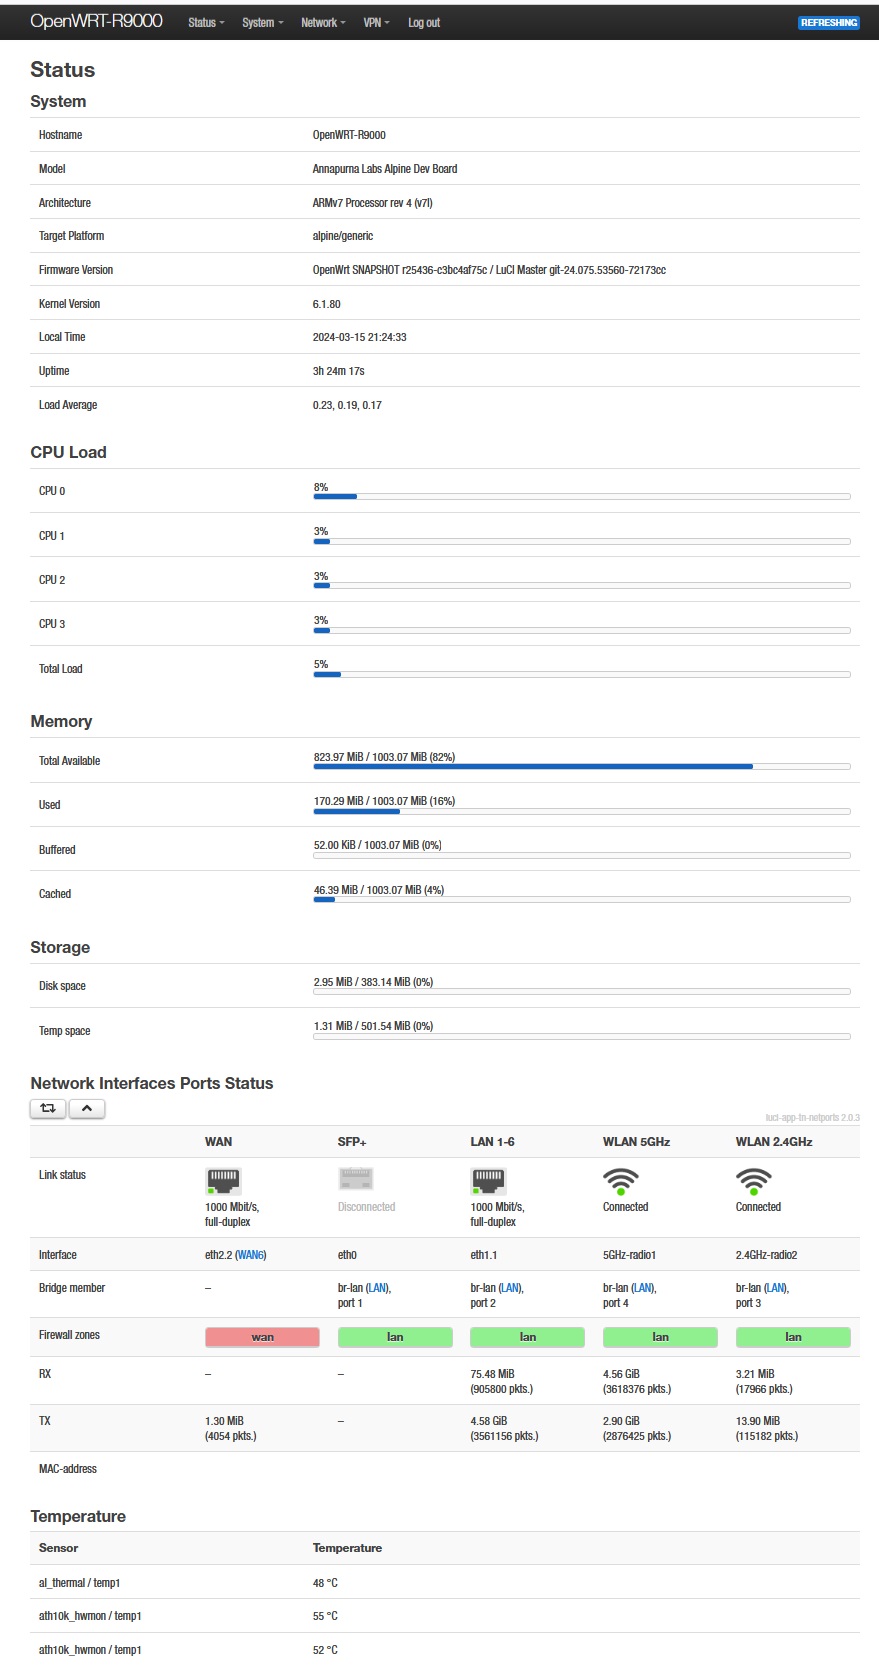 OpenWRT-R9000 Status System Network VPN Log out REFRESHING
Status
System
Hostname OpenWRT-R9000
Model Annapurna Labs Alpine Dev Board
Architecture ARMv7 Processor rev 4 (v7l)
Target Platform alpine/generic
Firmware Version OpenWrt SNAPSHOT r25436-c3bc4af75c / LuCI Master git-24.075.53560-72173cc
Kernel Version 6.1.80
Local Time 2024-03-15 21:24:33
Uptime 3h 24m 17s
Load Average 0.23, 0.19, 0.17
CPU Load
CPU 0 8%
CPU 1 3%
CPU 2 3%
CPU 3 3%
Total Load 5%
Memory
Total Available 823.97 MiB / 1003.07 MiB (82%)
Used 170.29 MiB / 1003.07 MiB (16%)
Buffered 52.00 KiB / 1003.07 MiB (0%)
Cached 46.39 MiB / 1003.07 MiB (4%)
Storage
Disk space 2.95 MiB / 383.14 MiB (0%)
Temp space 1.31 MiB / 501.54 MiB (0%)
Network Interfaces Ports Status
luci-app-tn-netports 2.0.3
WAN SFP+ LAN 1-6 WLAN 5GHz WLAN 2.4GHz
Link status
1000 Mbit/s, Disconnected 1000 Mbit/s, Connected Connected
full-duplex full-duplex
Interface eth2.2 (WAN6) eth0 eth1.1 5GHz-radio1 2.4GHz-radio2
Bridge member – br-lan (LAN), br-lan (LAN), br-lan (LAN), br-lan (LAN),
port 1 port 2 port 4 port 3
Firewall zones wan lan lan lan lan
RX – – 75.48 MiB 4.56 GiB 3.21 MiB
(905800 pkts.) (3618376 pkts.) (17966 pkts.)
TX 1.30 MiB – 4.58 GiB 2.90 GiB 13.90 MiB
(4054 pkts.) (3561156 pkts.) (2876425 pkts.) (115182 pkts.)
MAC-address
Temperature
Sensor Temperature
al_thermal / temp1 48 °C
ath10k_hwmon / temp1 55 °C
ath10k_hwmon / temp1 52 °C